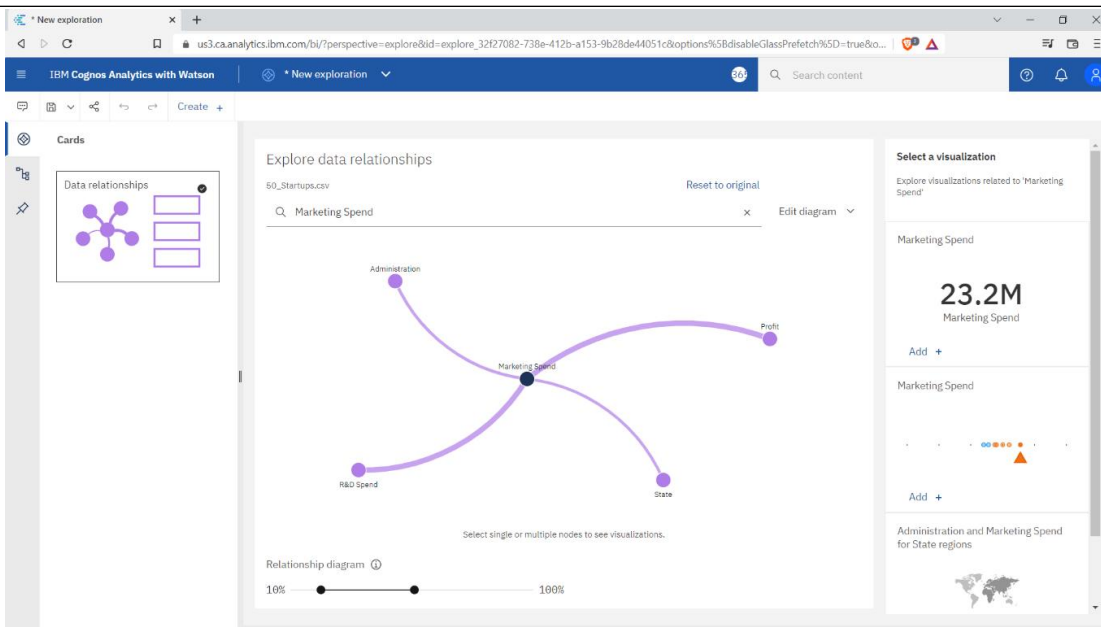 * New exploration
us3.ca.analytics.ibm.com/bi/?perspective=explore&id=explore_32f27082-738e-412b-a153-9b28de44051c&options%5BdisableGlassPrefetch%5D=true&o...
IBM Cognos Analytics with Watson
* New exploration
Search content
Create +
Cards
Data relationships
Explore data relationships
50_Startups.csv
Reset to original
Marketing Spend
Edit diagram
Administration
Profit
Marketing Spend
R&D Spend
State
Select single or multiple nodes to see visualizations.
Relationship diagram
10%
100%
Select a visualization
Explore visualizations related to 'Marketing
Spend'
Marketing Spend
23.2M
Marketing Spend
Add +
Marketing Spend
Add +
Administration and Marketing Spend
for State regions